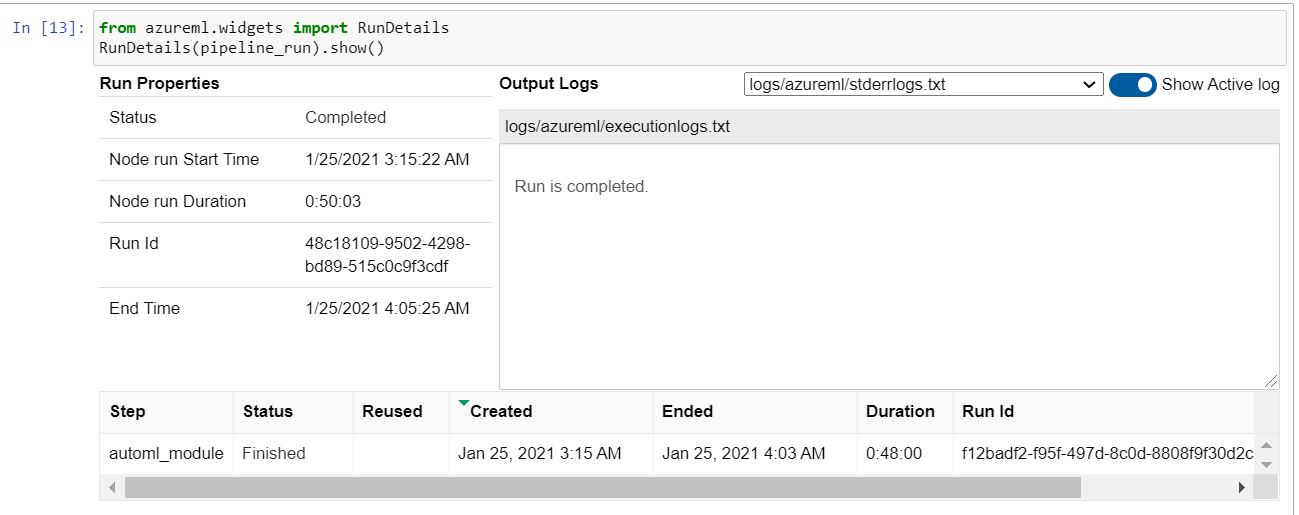 In [13]: from azureml.widgets import RunDetails
RunDetails(pipeline_run).show()
Run Properties
Status Completed
Node run Start Time 1/25/2021 3:15:22 AM
Node run Duration 0:50:03
Run Id 48c18109-9502-4298-
bd89-515c0c9f3cdf
End Time 1/25/2021 4:05:25 AM
Output Logs logs/azureml/stderrlogs.txt Show Active log
logs/azureml/executionlogs.txt
Run is completed.
Step Status Reused Created Ended Duration Run Id
automl_module Finished Jan 25, 2021 3:15 AM Jan 25, 2021 4:03 AM 0:48:00 f12badf2-f95f-497d-8c0d-8808f9f30d2c